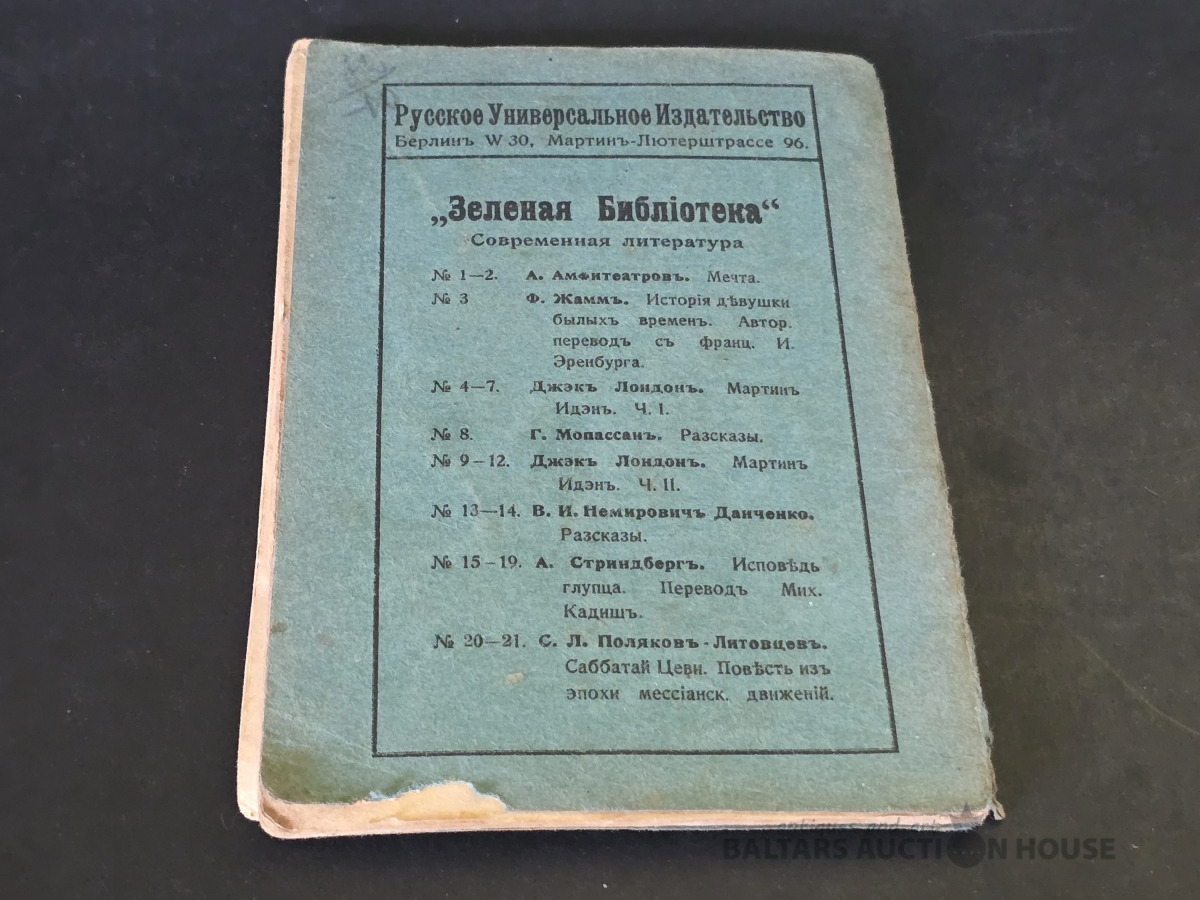 Русское Универсальное Издательство
Берлинъ W 30, Мартинъ-Лютерштрассе 96.
„Зеленая Библіотека“
Современная литература
№ 1—2. А. Амфитеатровъ. Мечта.
№ 3 Ф. Жаммъ. Исторія дѣвушки
былыхъ временъ. Автор.
переводъ съ франц. И.
Эренбурга.
№ 4—7. Джэкъ Лондонъ. Мартинъ
Идэнъ. Ч. I.
№ 8. Г. Мопассанъ. Разсказы.
№ 9—12. Джэкъ Лондонъ. Мартинъ
Идэнъ. Ч. II.
№ 13—14. В. И. Немировичъ Данченко.
Разсказы.
№ 15—19. А. Стриндбергъ. Исповѣдь
глупца. Переводъ Мих.
Кадишъ.
№ 20—21. С. Л. Поляковъ-Литовцевъ.
Саббатай Цеви. Повѣсть изъ
эпохи мессіанск. движеній.
antiques and art
BALTARS AUCTION HOUSE